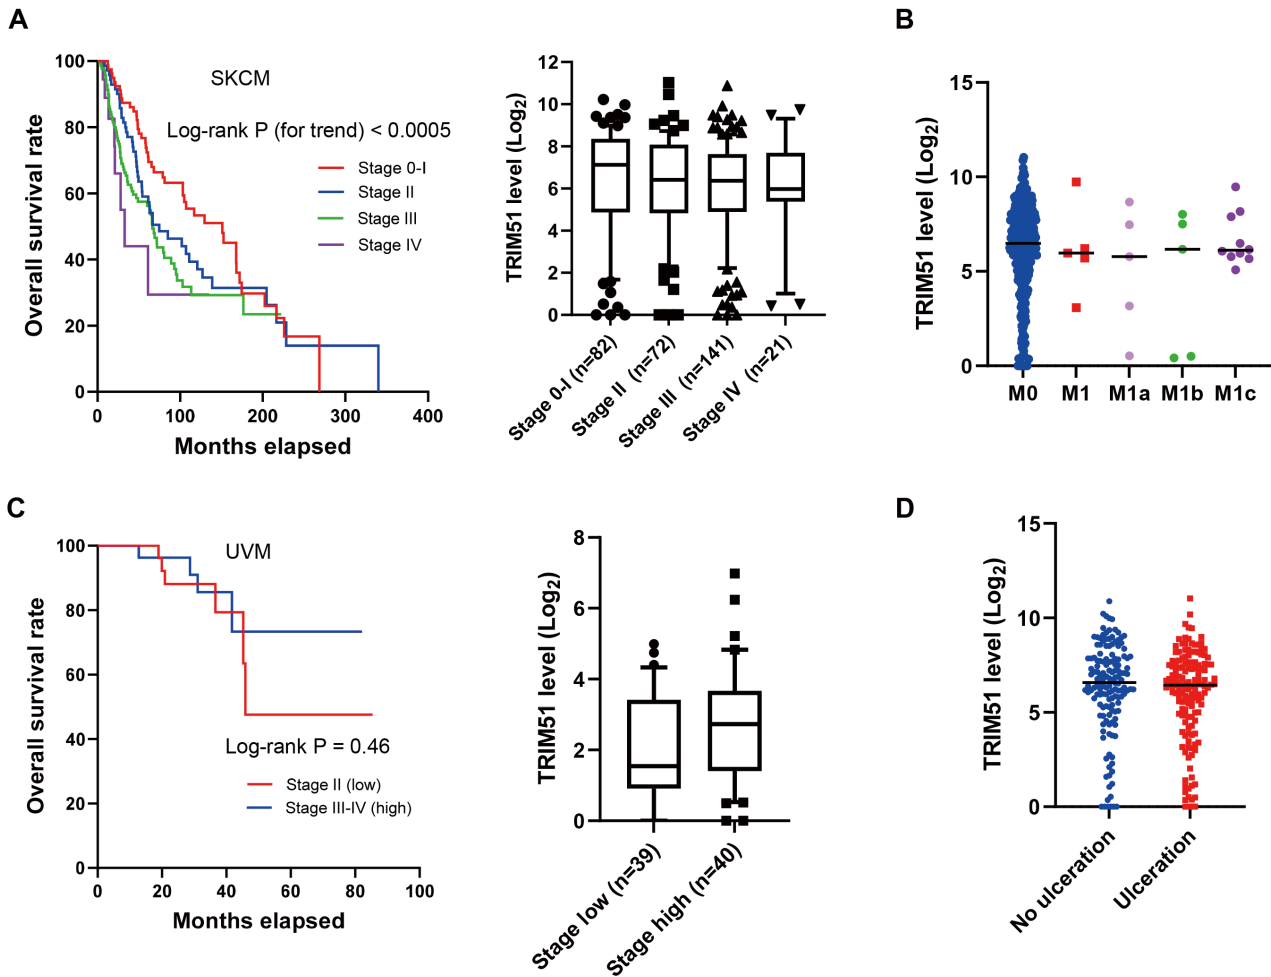 A
SKCM
Log-rank P (for trend) < 0.0005
Stage 0-I
Stage II
Stage III
Stage IV
Overall survival rate
100
80
60
40
20
0
0 100 200 300 400
Months elapsed
TRIM51 level (Log2)
12
10
8
6
4
2
0
Stage 0-I (n=82)
Stage II (n=72)
Stage III (n=141)
Stage IV (n=21)
B
TRIM51 level (Log2)
15
10
5
0
M0 M1 M1a M1b M1c
C
UVM
Log-rank P = 0.46
Stage II (low)
Stage III-IV (high)
Overall survival rate
100
80
60
40
20
0
0 20 40 60 80 100
Months elapsed
TRIM51 level (Log2)
8
6
4
2
0
Stage low (n=39)
Stage high (n=40)
D
TRIM51 level (Log2)
15
10
5
0
No ulceration
Ulceration